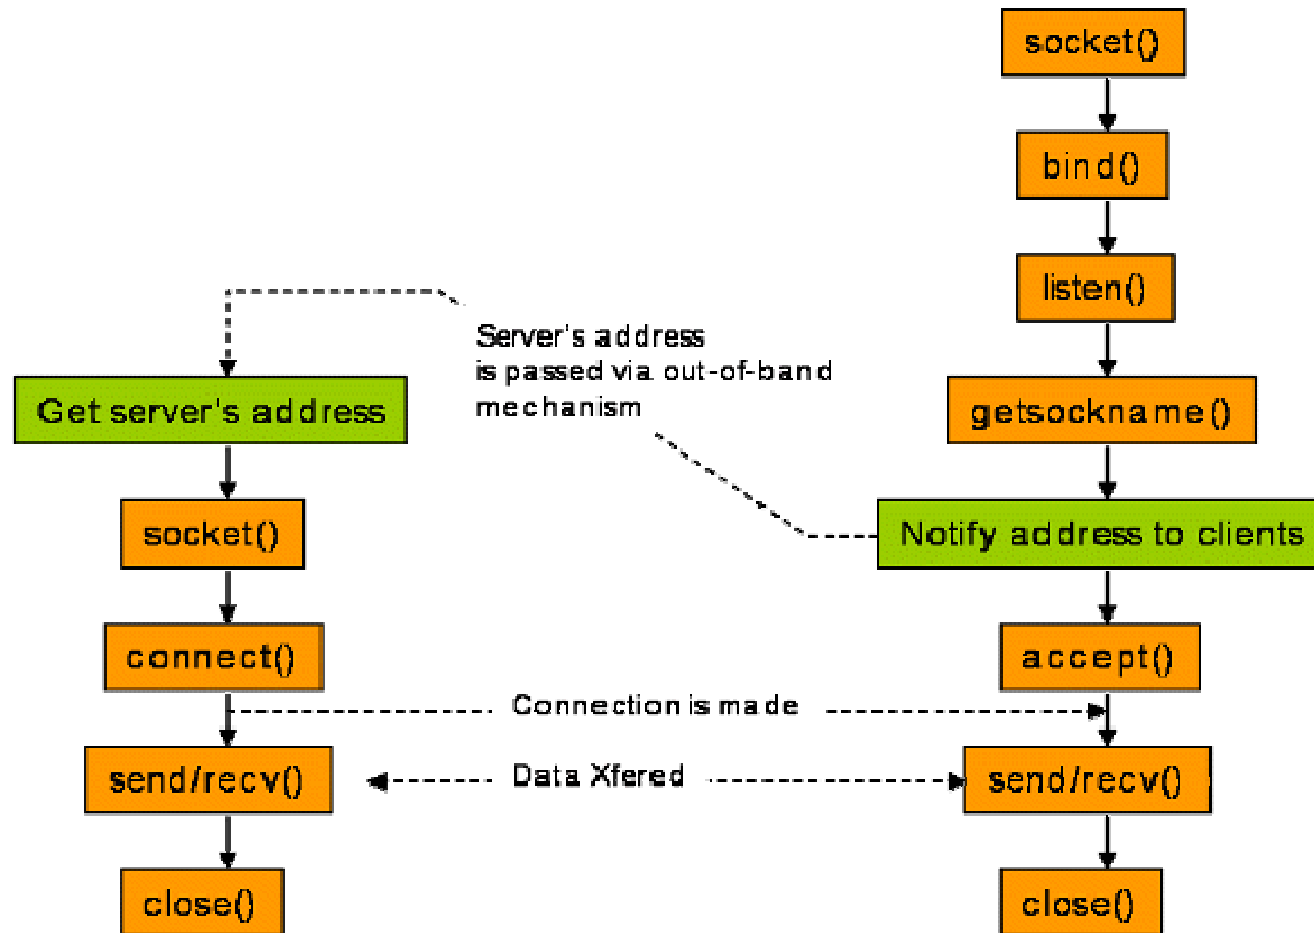 socket()
bind()
listen()
Server's address
is passed via out-of-band
mechanism
Get server's address
getsockname()
socket()
Notify address to clients
connect()
accept()
Connection is made
send/recv()
Data Xfered
send/recv()
close()
close()